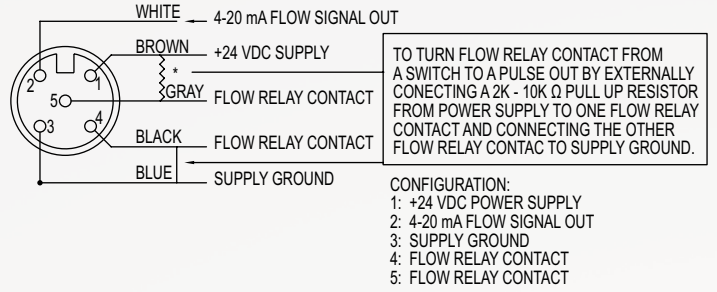 WHITE 4-20 mA FLOW SIGNAL OUT
BROWN +24 VDC SUPPLY
*
GRAY FLOW RELAY CONTACT
BLACK FLOW RELAY CONTACT
BLUE SUPPLY GROUND
2 1
5
3 4
TO TURN FLOW RELAY CONTACT FROM
A SWITCH TO A PULSE OUT BY EXTERNALLY
CONECTING A 2K - 10K Ω PULL UP RESISTOR
FROM POWER SUPPLY TO ONE FLOW RELAY
CONTACT AND CONNECTING THE OTHER
FLOW RELAY CONTAC TO SUPPLY GROUND.
CONFIGURATION:
1: +24 VDC POWER SUPPLY
2: 4-20 mA FLOW SIGNAL OUT
3: SUPPLY GROUND
4: FLOW RELAY CONTACT
5: FLOW RELAY CONTACT